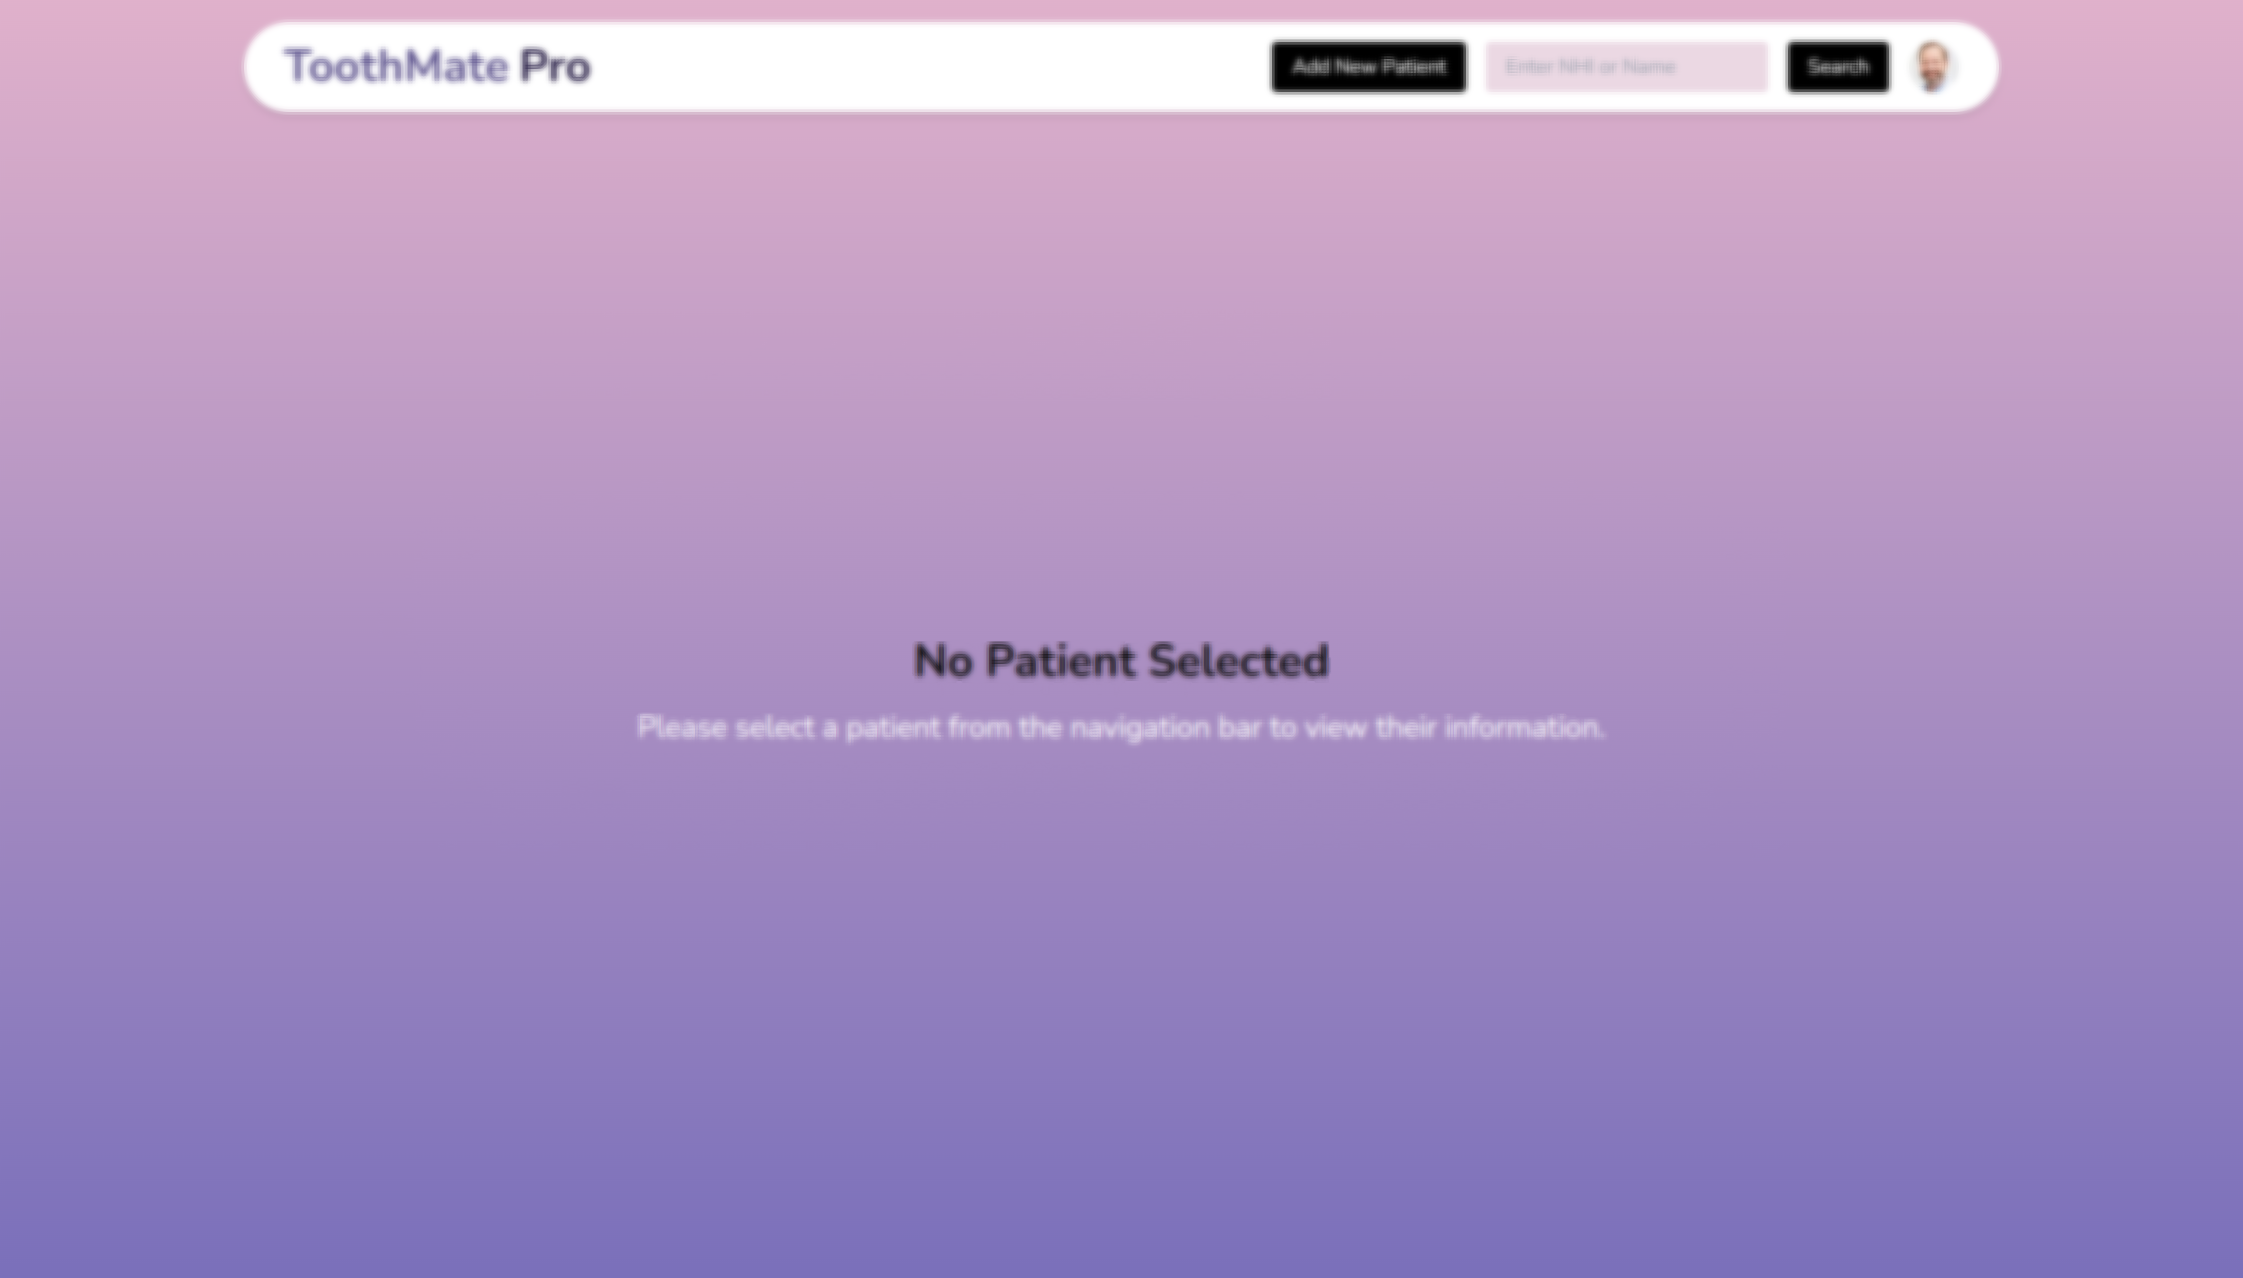 ToothMate Pro
Add New Patient
Enter NHI or Name
Search
No Patient Selected
Please select a patient from the navigation bar to view their information.